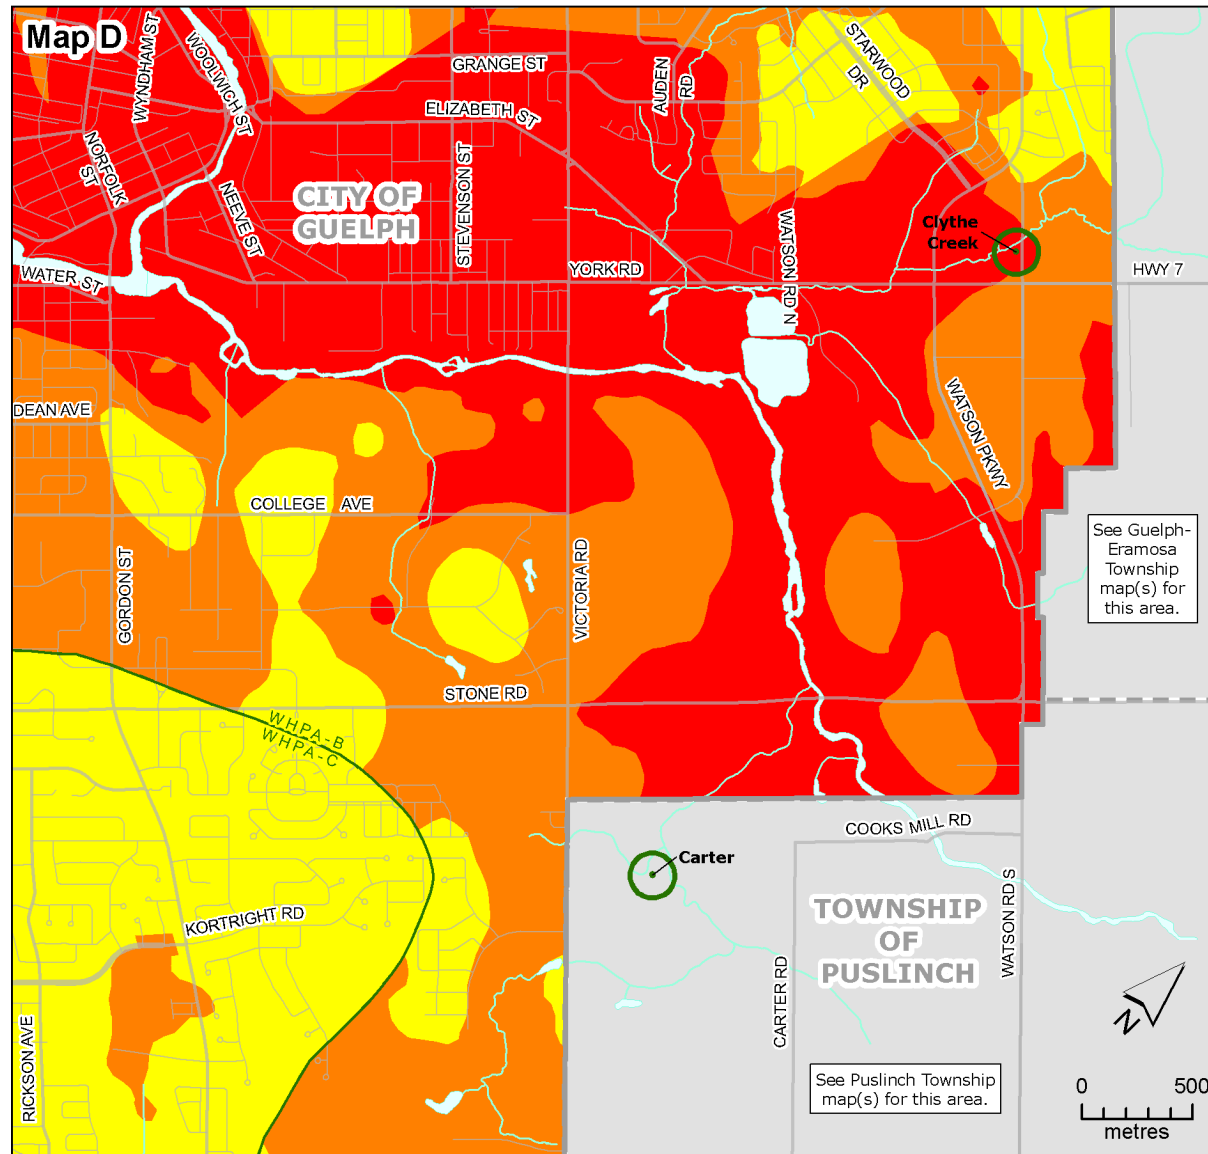 Map D
WYNDHAM ST
WOOLWICH ST
GRANGE ST
ELIZABETH ST
AUDEN
RD
STARWOOD
DR
NORFOLK
ST
NEEVE ST
CITY OF
GUELPH
STEVENSON ST
WATSON RD N
Clythe
Creek
WATER ST
YORK RD
HWY 7
DEAN AVE
WATSON PKWY
COLLEGE AVE
GORDON ST
VICTORIA RD
See Guelph-
Eramosa
Township
map(s) for
this area.
STONE RD
WHPA-B
WHPA-C
COOKS MILL RD
Carter
KORTRIGHT RD
TOWNSHIP
OF
PUSLINCH
WATSON RD S
CARTER RD
RICKSON AVE
N
See Puslinch Township
map(s) for this area.
0 500
metres